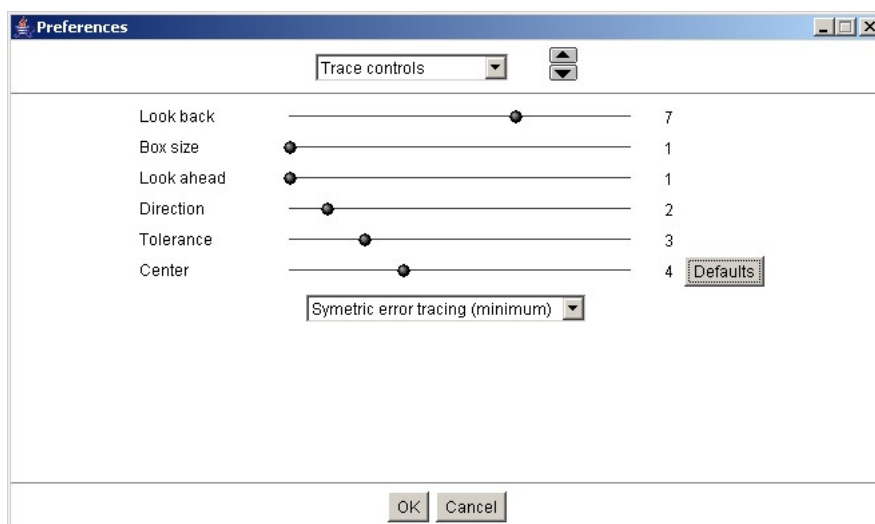 Preferences
Trace controls
Look back 7
Box size 1
Look ahead 1
Direction 2
Tolerance 3
Center 4 Defaults
Symetric error tracing (minimum)
OK Cancel